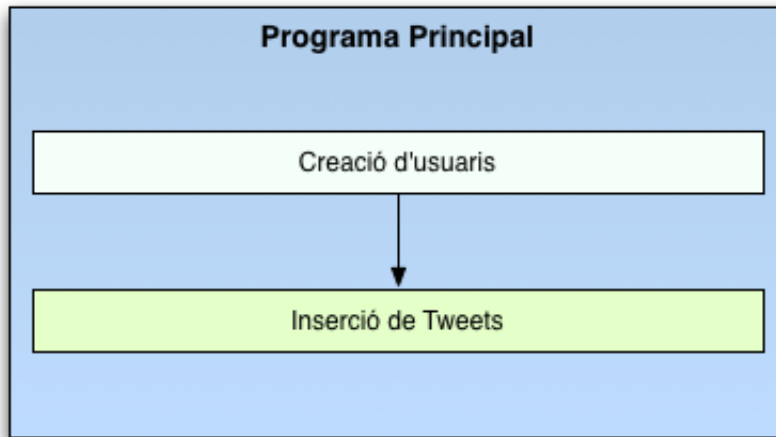 Programa Principal
Creació d'usuaris
Inserció de Tweets